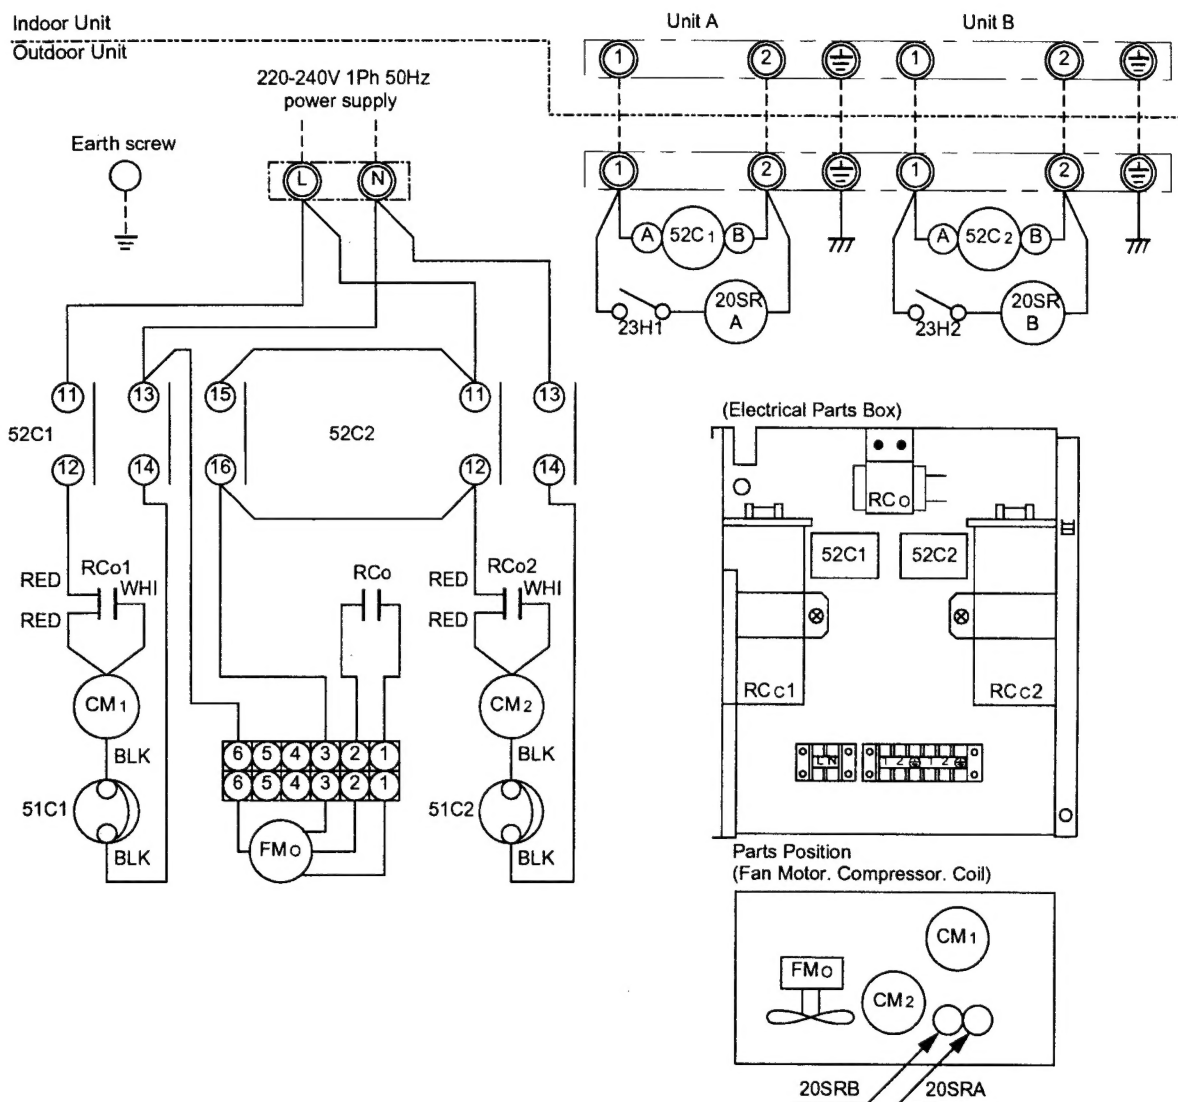 Indoor Unit
Outdoor Unit
Unit A
Unit B
1 2 1 2
220-240V 1Ph 50Hz
power supply
Earth screw
L N
1 2 1 2
A 52C1 B
A 52C2 B
23H1
20SR
A
23H2
20SR
B
11 13 15 11 13
52C1
52C2
12 14 16 12 14
RED
RCo1
WHI
RED
RCo
RED
RCo2
WHI
RED
CM1
CM2
BLK
BLK
6 5 4 3 2 1
6 5 4 3 2 1
51C1
51C2
FMo
BLK
BLK
(Electrical Parts Box)
RCo
52C1
52C2
RCc1
RCc2
L N
1 2 1 2
Parts Position
(Fan Motor. Compressor. Coil)
CM1
FMo
CM2
20SRB
20SRA